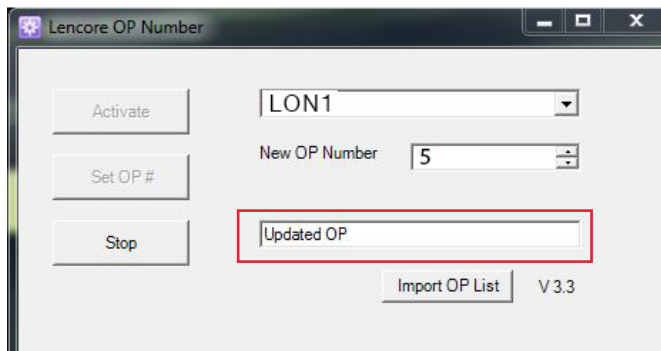 Lencore OP Number
Activate
LON1
New OP Number 5
Set OP #
Stop
Updated OP
Import OP List V 3.3